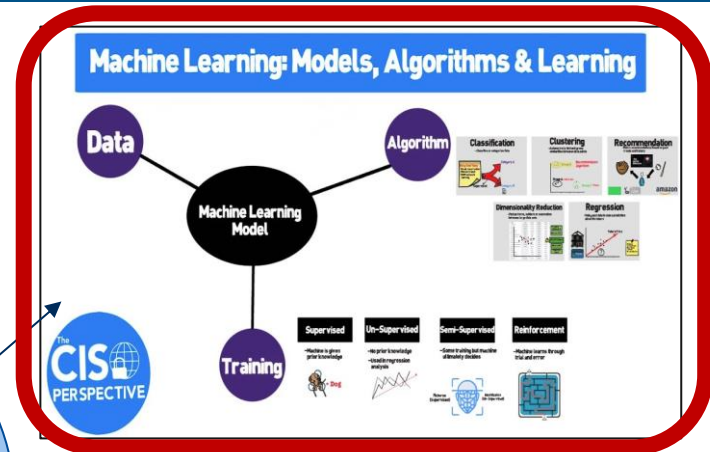 Machine Learning: Models, Algorithms & Learning
Data
Algorithm
Machine Learning
Model
Training
Classification
Clustering
Recommendation
amazon
Dimensionality Reduction
Regression
Supervised
-Machine is given
prior knowledge
Dog
Un-Supervised
-No prior knowledge
-Used in regression
analysis
Semi-Supervised
-Some training but machine
ultimately decides
Reinforcement
-Machine learns through
trial and error
The
CIS
PERSPECTIVE